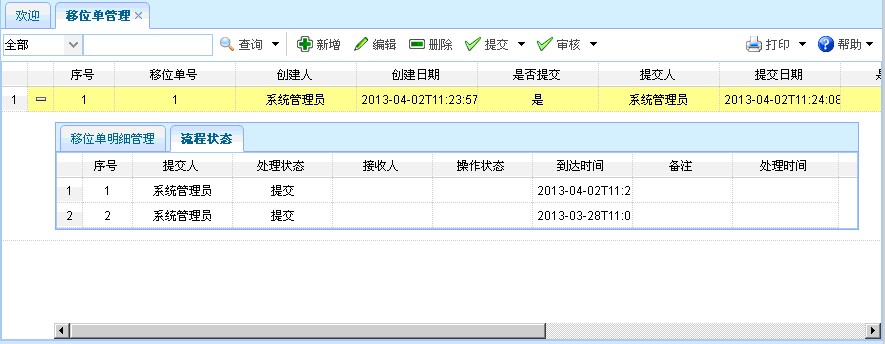 欢迎 移位单管理
全部 查询 新增 编辑 删除 提交 审核 打印 帮助
序号 移位单号 创建人 创建日期 是否提交 提交人 提交日期
1 1 1 系统管理员 2013-04-02T11:23:57 是 系统管理员 2013-04-02T11:24:08
移位单明细管理 流程状态
序号 提交人 处理状态 接收人 操作状态 到达时间 备注 处理时间
1 1 系统管理员 提交 2013-04-02T11:2
2 2 系统管理员 提交 2013-03-28T11:0